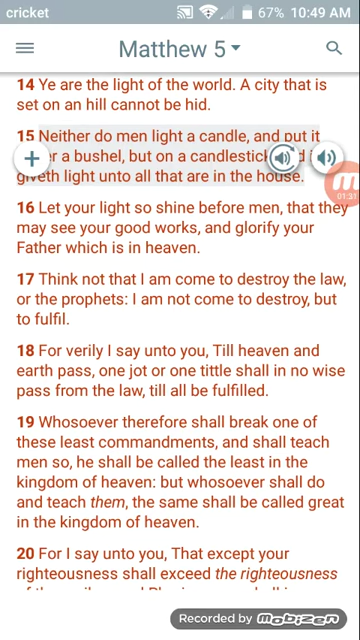 cricket 67% 10:49 AM
Matthew 5
14 Ye are the light of the world. A city that is
set on an hill cannot be hid.
15 Neither do men light a candle, and put it
a bushel, but on a candlestick
giveth light unto all that are in the house.
01:31
16 Let your light so shine before men, that they
may see your good works, and glorify your
Father which is in heaven.
17 Think not that I am come to destroy the law,
or the prophets: I am not come to destroy, but
to fulfil.
18 For verily I say unto you, Till heaven and
earth pass, one jot or one tittle shall in no wise
pass from the law, till all be fulfilled.
19 Whosoever therefore shall break one of
these least commandments, and shall teach
men so, he shall be called the least in the
kingdom of heaven: but whosoever shall do
and teach them, the same shall be called great
in the kingdom of heaven.
20 For I say unto you, That except your
righteousness shall exceed the righteousness
Recorded by Mobizen